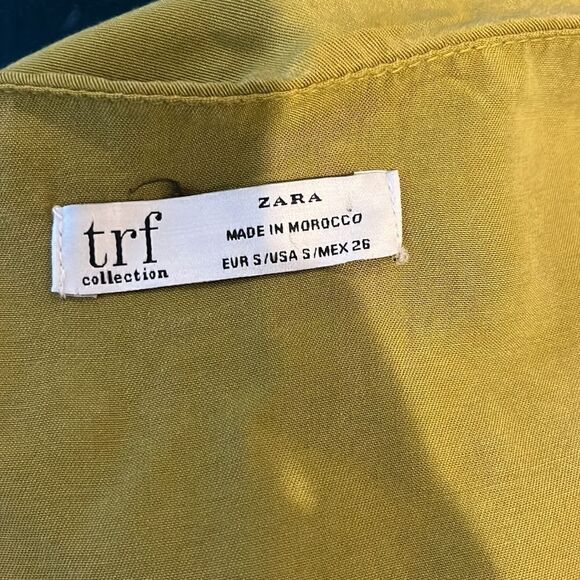 trf
collection
ZARA
MADE IN MOROCCO
EUR S/USA S/MEX 26